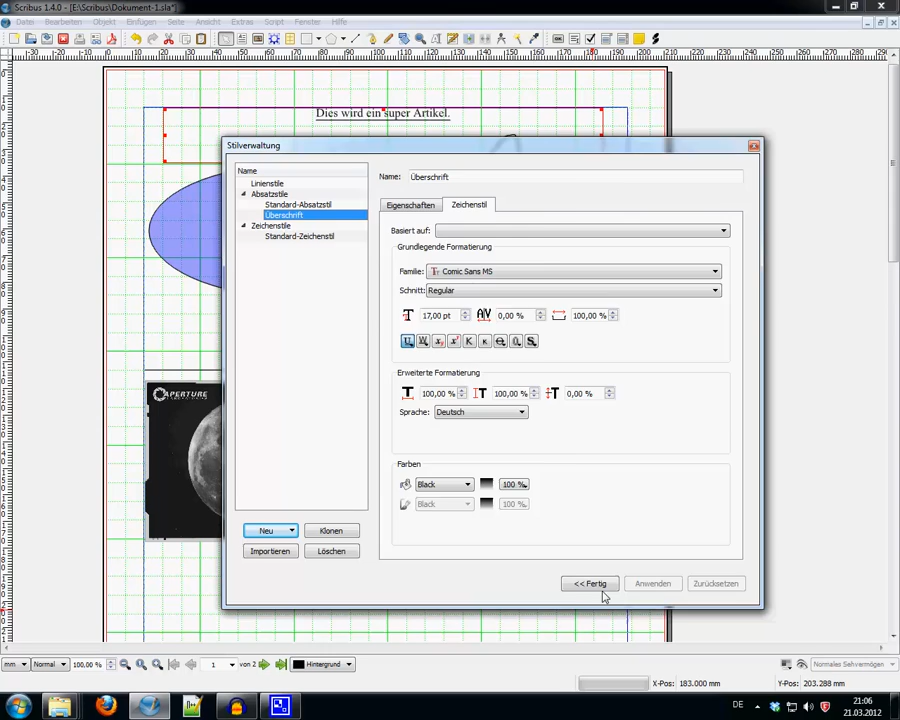 Scribus 1.4.0 - [E:\Scribus\Dokument-1.sla*]
Datei Bearbeiten Einfügen Seite Ansicht Extras Script Fenster Hilfe
Dies wird ein super Artikel.
Stilverwaltung
Name
Linienstile
Absatzstile
Standard-Absatzstil
Überschrift
Zeichenstile
Standard-Zeichenstil
Neu Klonen
Importieren Löschen
Name: Überschrift
Eigenschaften Zeichenstil
Basiert auf:
Grundlegende Formatierung
Familie: Comic Sans MS
Schnitt: Regular
17,00 pt 0,00 % 100,00 %
Erweiterte Formatierung
100,00 % 100,00 % 0,00 %
Sprache: Deutsch
Farben
Black 100 %
Black 100 %
<< Fertig Anwenden Zurücksetzen
APERTURE
mm Normal 100,00 % 1 von 2 Hintergrund Normales Sehvermögen
X-Pos: 183.000 mm Y-Pos: 203.288 mm
DE 21:06
21.03.2012